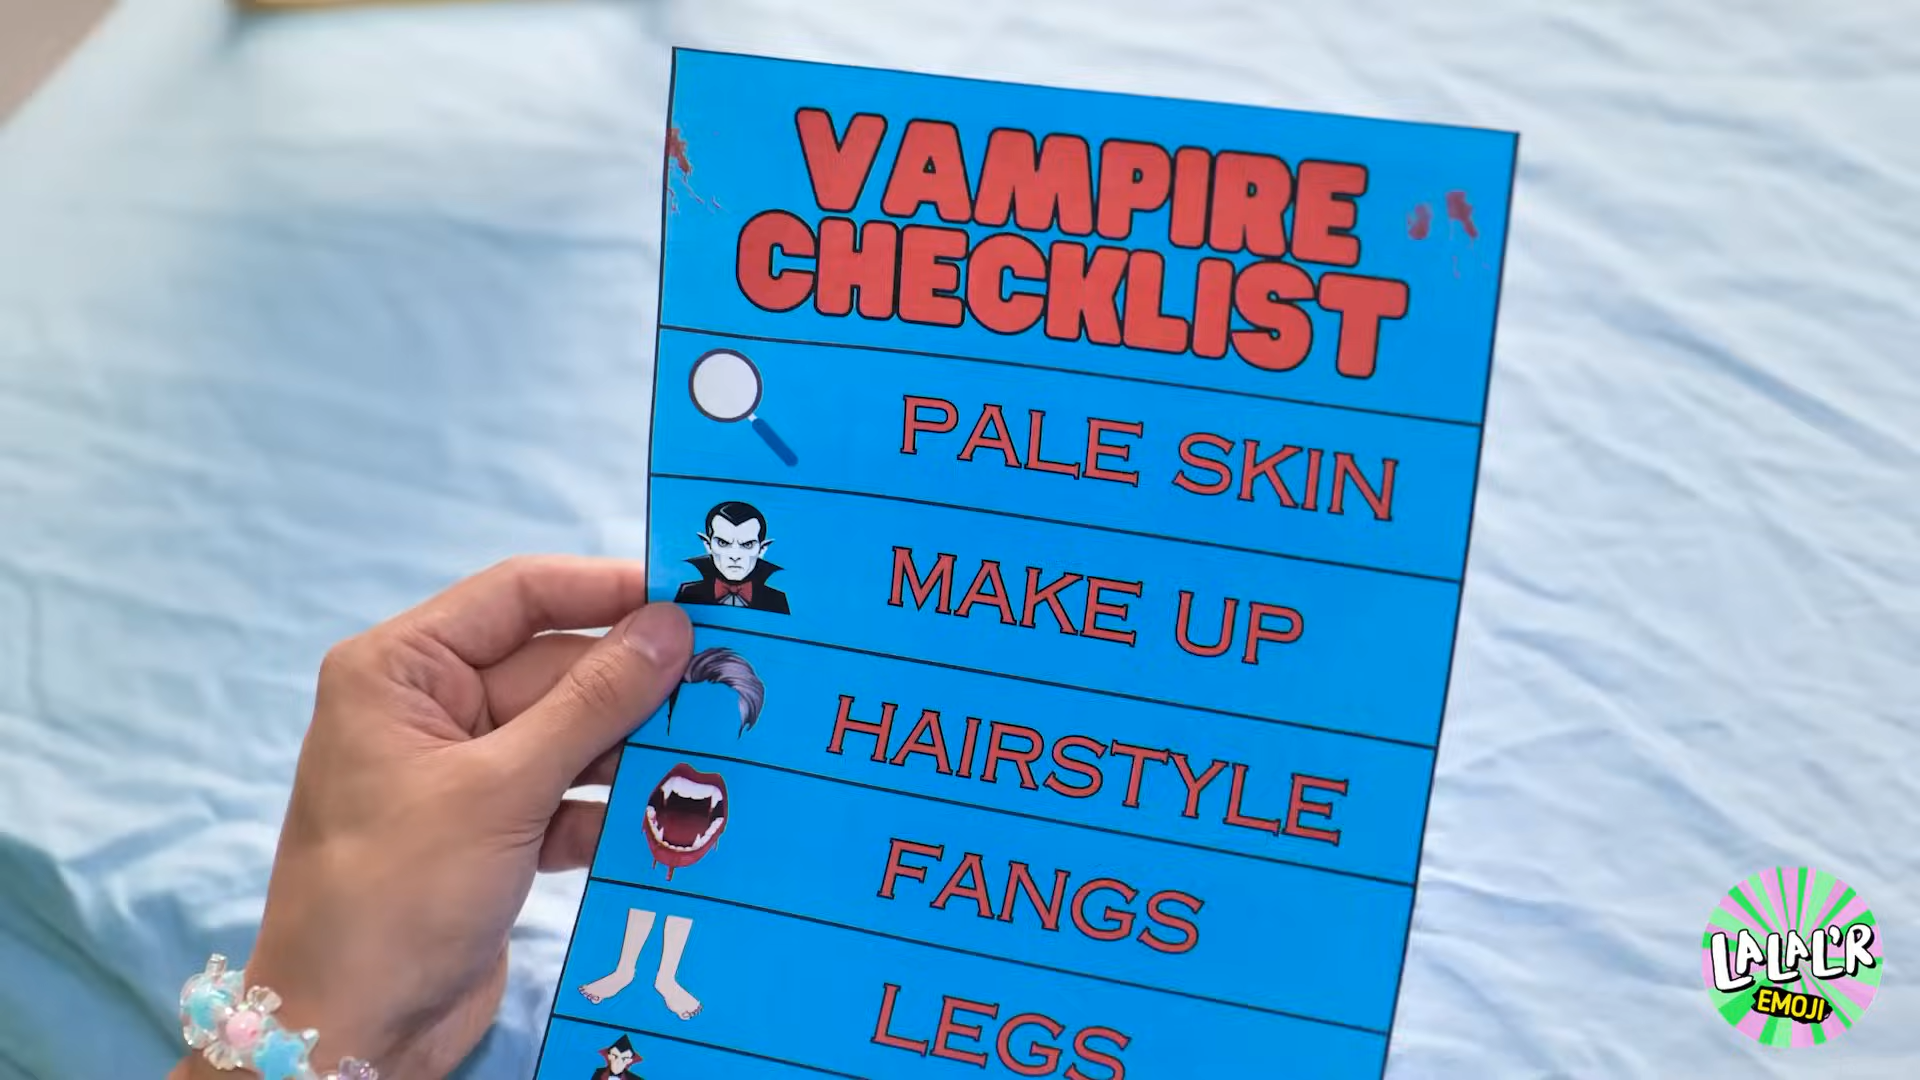 VAMPIRE
CHECKLIST
PALE SKIN
MAKE UP
HAIRSTYLE
FANGS
LEGS
LALAL'R
EMOJI